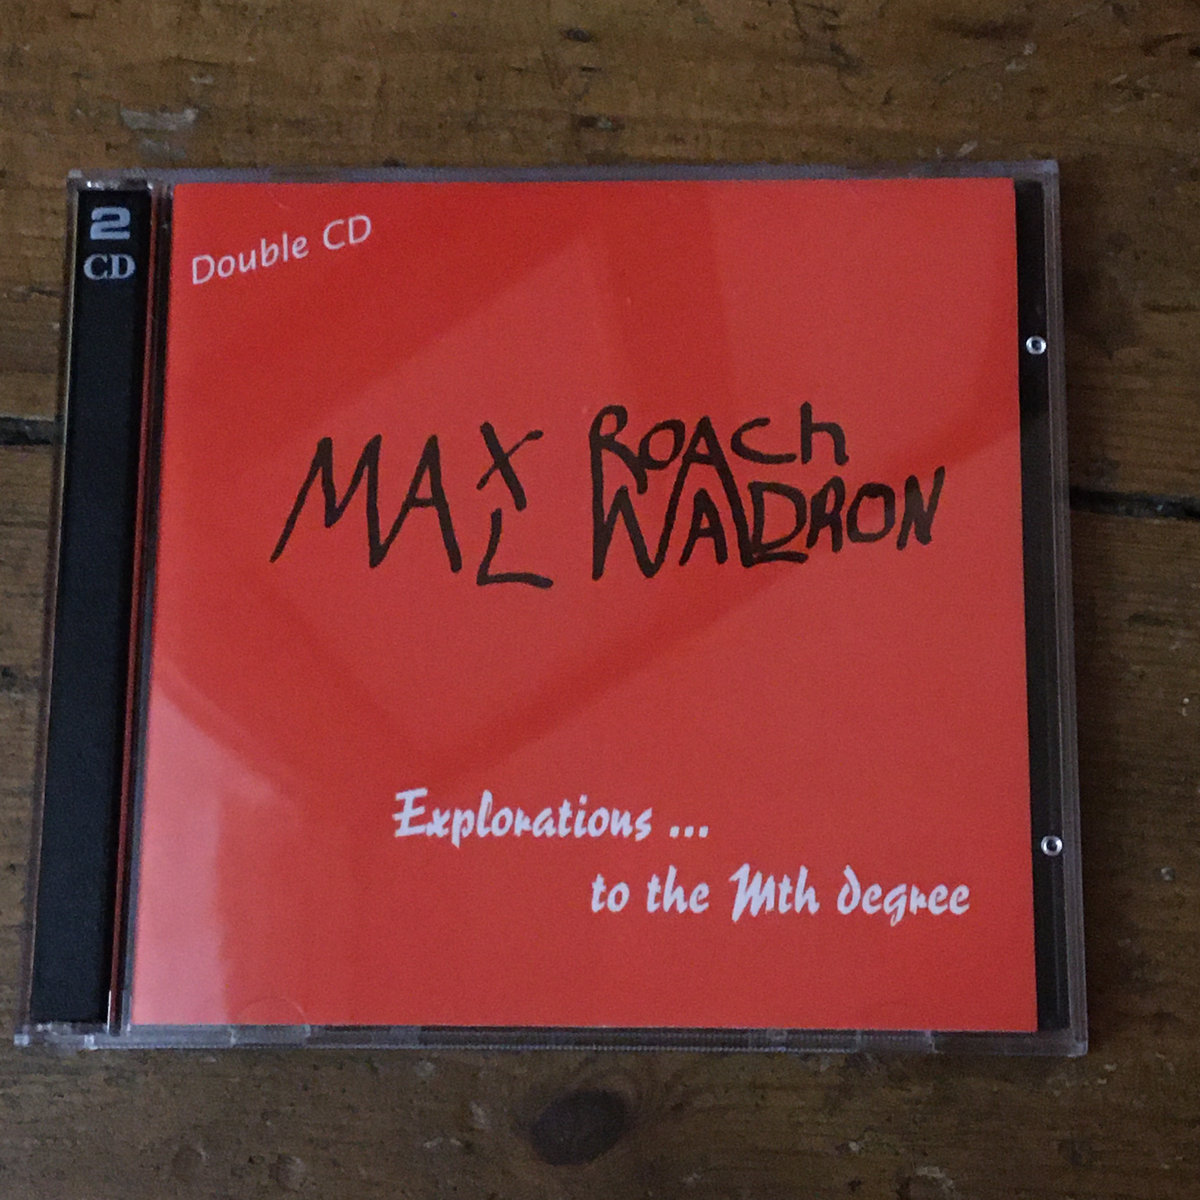 2
CD
Double CD
MAX ROACH
MAL WALDRON
Explorations ...
to the Mth degree